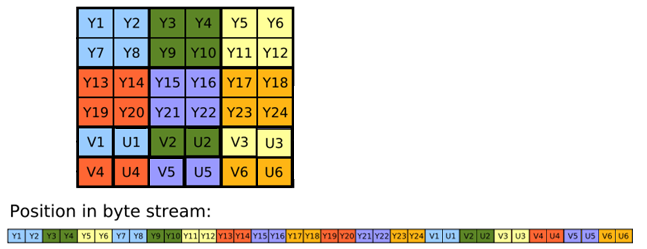 Y1 Y2 Y3 Y4 Y5 Y6
Y7 Y8 Y9 Y10 Y11 Y12
Y13 Y14 Y15 Y16 Y17 Y18
Y19 Y20 Y21 Y22 Y23 Y24
V1 U1 V2 U2 V3 U3
V4 U4 V5 U5 V6 U6
Position in byte stream:
Y1 Y2 Y3 Y4 Y5 Y6 Y7 Y8 Y9 Y10 Y11 Y12 Y13 Y14 Y15 Y16 Y17 Y18 Y19 Y20 Y21 Y22 Y23 Y24 V1 U1 V2 U2 V3 U3 V4 U4 V5 U5 V6 U6